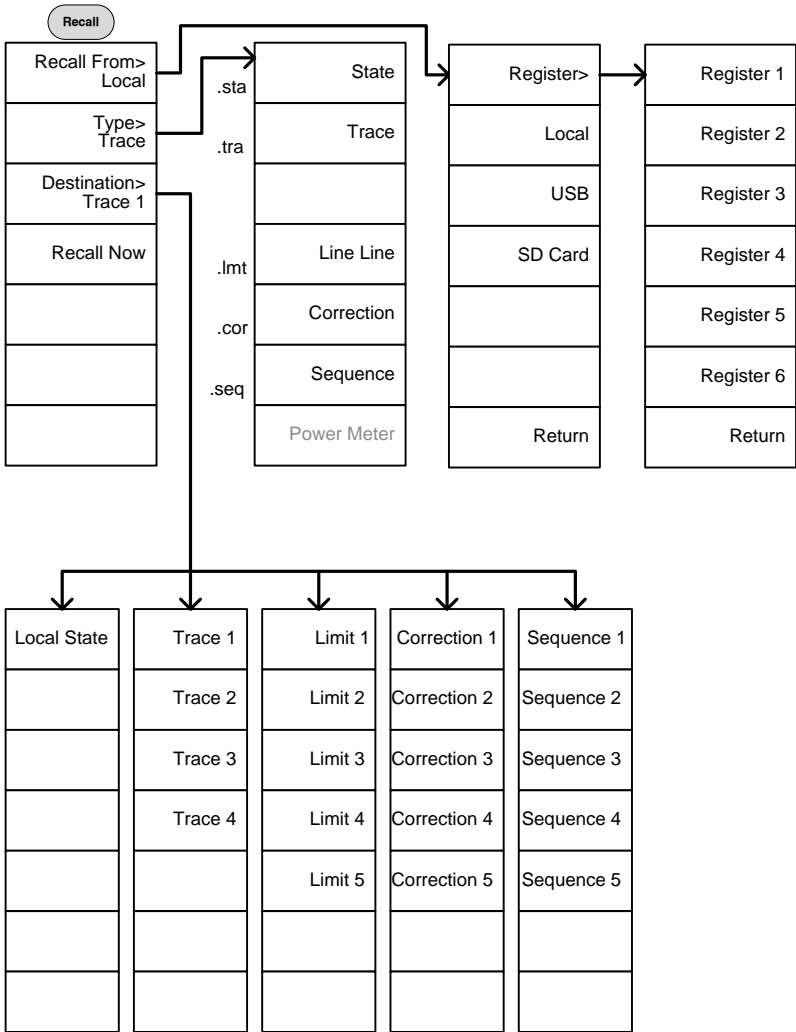 Recall
Recall From>
Local
Type>
Trace
Destination>
Trace 1
Recall Now
.sta
State
.tra
Trace
.lmt
Line Line
.cor
Correction
.seq
Sequence
Power Meter
Register>
Local
USB
SD Card
Return
Register 1
Register 2
Register 3
Register 4
Register 5
Register 6
Return
Local State
Trace 1
Trace 2
Trace 3
Trace 4
Limit 1
Limit 2
Limit 3
Limit 4
Limit 5
Correction 1
Correction 2
Correction 3
Correction 4
Correction 5
Sequence 1
Sequence 2
Sequence 3
Sequence 4
Sequence 5